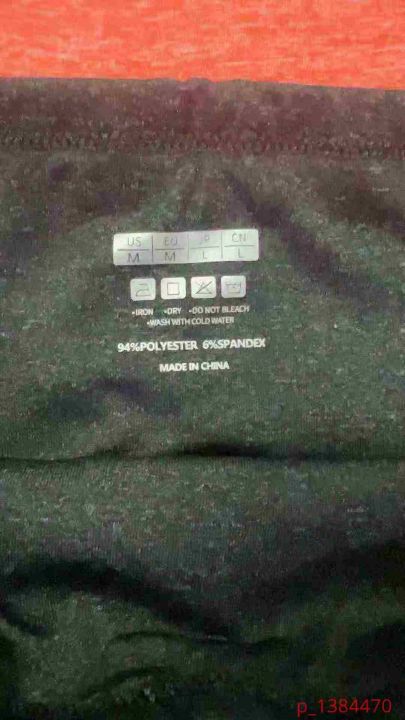 US EU JP CN
M M L L
•IRON •DRY •DO NOT BLEACH
•WASH WITH COLD WATER
94%POLYESTER 6%SPANDEX
MADE IN CHINA
p_1384470